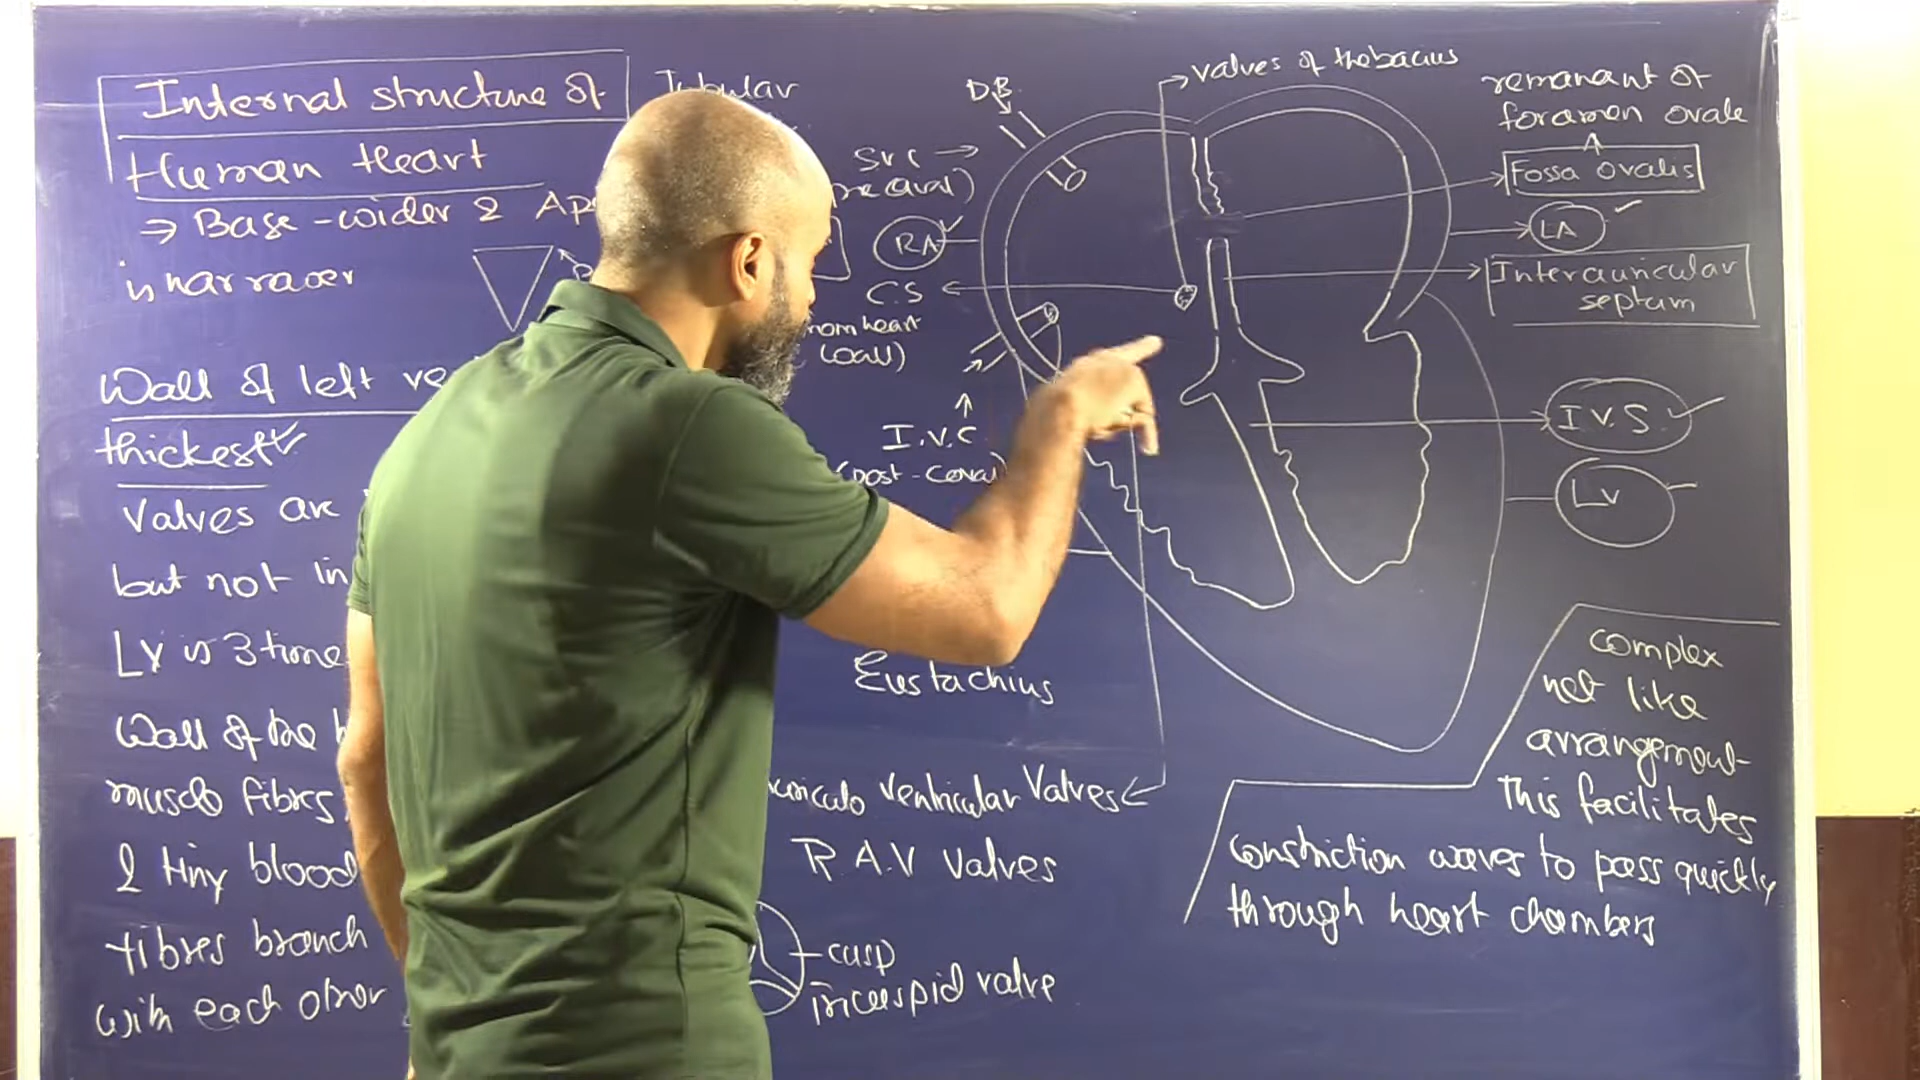 Internal structure of
Human Heart
→ Base - wider & Ap
is narrower
Wall of left ve
thickest
Valves are
but not in
LV is 3 time
Wall of the h
muscle fibres,
& tiny blood
fibres branch
with each other
Tubular
D.B.
SVC →
RA
C.S
from heart
wall)
I.V.C
(post-caval)
Eustachius
Auriculo ventricular Valves
R.A.V valves
cusp
Tricuspid valve
valves of thebacius
remanant of
foramen ovale
Fossa ovalis
LA
Interauricular
septum
I.V.S.
LV
complex
net like
arrangement
This facilitates
constriction waves to pass quickly
through heart chambers